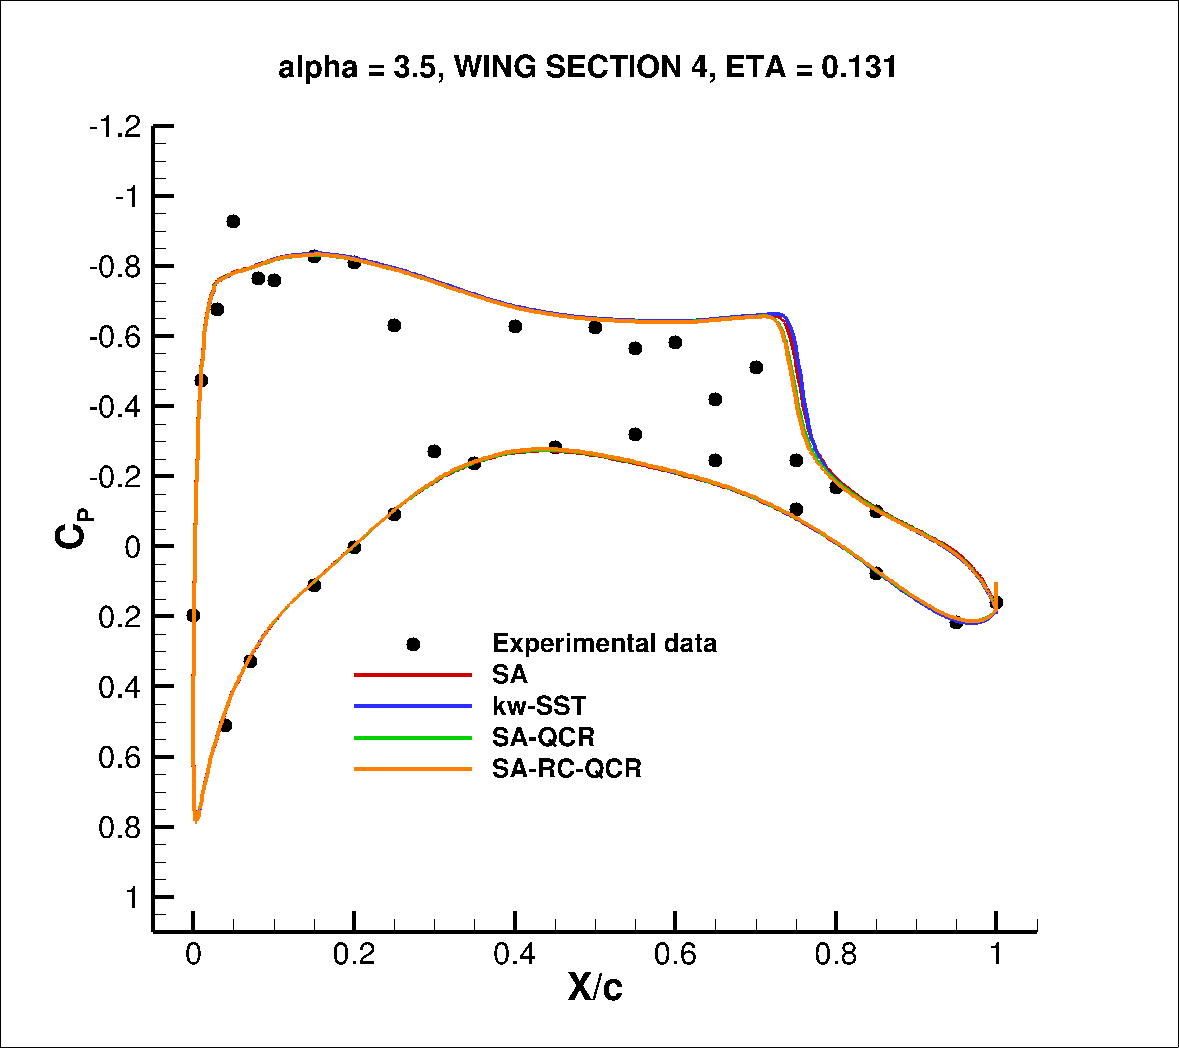 alpha = 3.5, WING SECTION 4, ETA = 0.131
-1.2
-1
-0.8
-0.6
-0.4
-0.2
0
0.2
0.4
0.6
0.8
1
CP
Experimental data
SA
kw-SST
SA-QCR
SA-RC-QCR
0 0.2 0.4 0.6 0.8 1
X/c